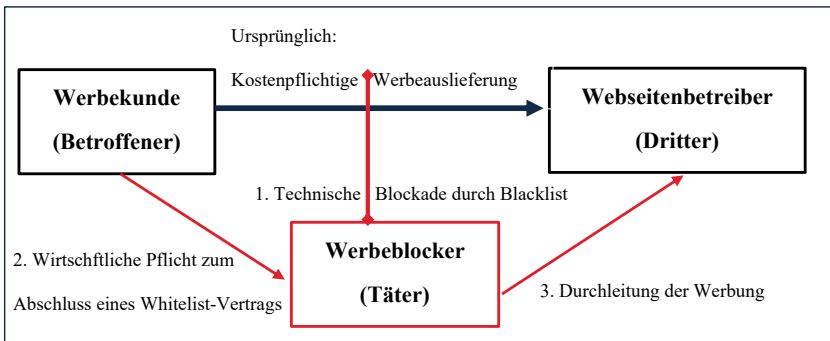 Ursprünglich:
Kostenpflichtige Werbeauslieferung
Werbekunde
(Betroffener)
Webseitenbetreiber
(Dritter)
1. Technische Blockade durch Blacklist
Werbeblocker
(Täter)
2. Wirtschftliche Pflicht zum
Abschluss eines Whitelist-Vertrags
3. Durchleitung der Werbung